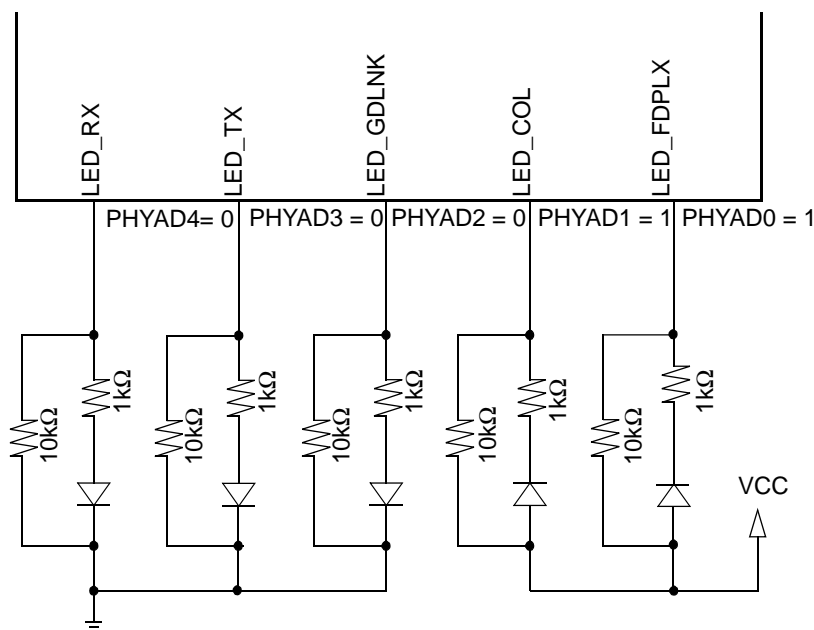 LED_RX
LED_TX
LED_GDLNK
LED_COL
LED_FDPLX
PHYAD4= 0
PHYAD3 = 0
PHYAD2 = 0
PHYAD1 = 1
PHYAD0 = 1
10kΩ
1kΩ
10kΩ
1kΩ
10kΩ
1kΩ
10kΩ
1kΩ
10kΩ
1kΩ
VCC